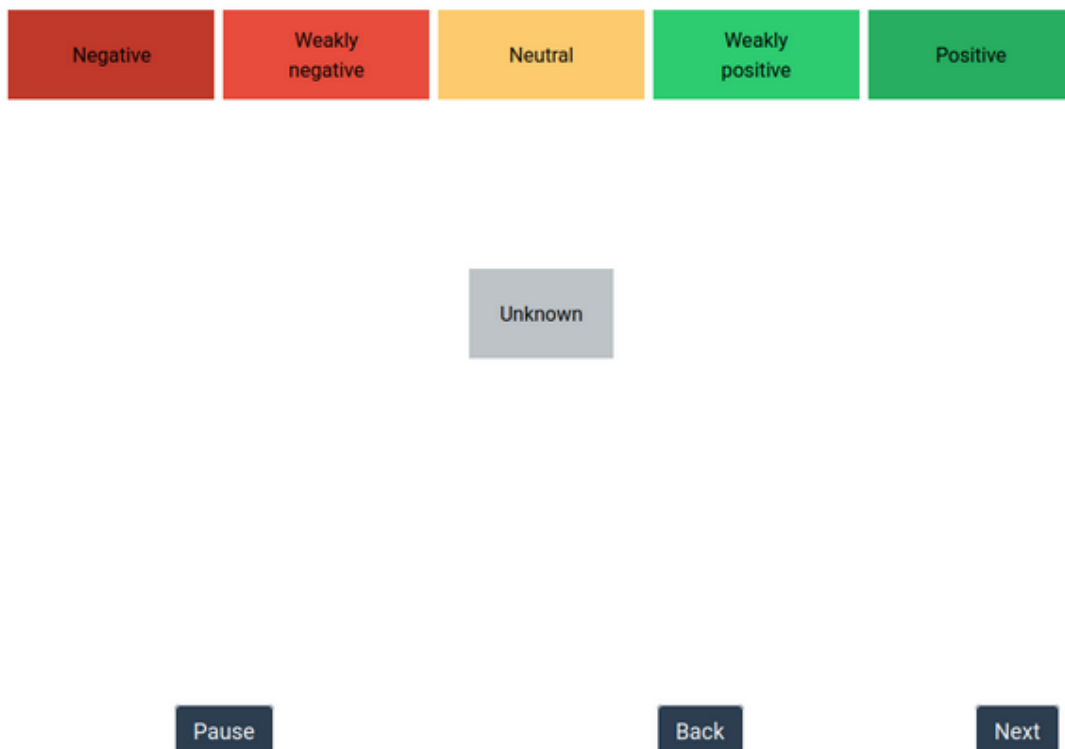 Negative
Weakly
negative
Neutral
Weakly
positive
Positive
Unknown
Pause
Back
Next